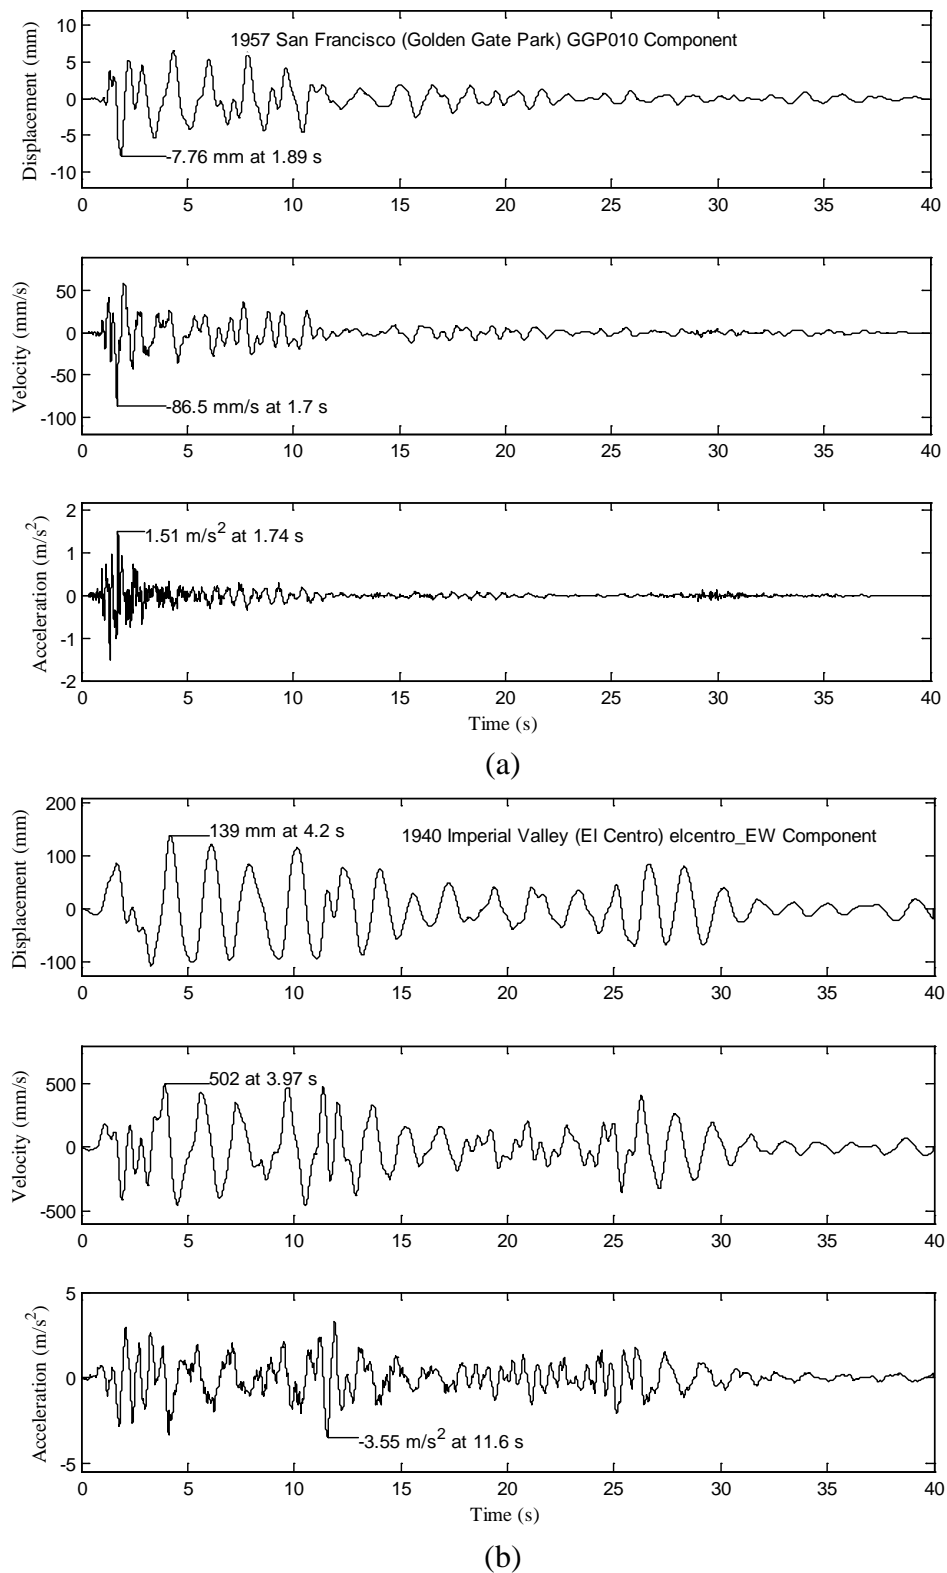 1957 San Francisco (Golden Gate Park) GGP010 Component
Displacement (mm)
10
5
0
-5
-10
-7.76 mm at 1.89 s
0 5 10 15 20 25 30 35 40
Velocity (mm/s)
50
0
-50
-100
-86.5 mm/s at 1.7 s
0 5 10 15 20 25 30 35 40
Acceleration (m/s²)
2
1
0
-1
-2
1.51 m/s² at 1.74 s
0 5 10 15 20 25 30 35 40
Time (s)
(a)
Displacement (mm)
200
100
0
-100
139 mm at 4.2 s
1940 Imperial Valley (El Centro) elcentro_EW Component
0 5 10 15 20 25 30 35 40
Velocity (mm/s)
500
0
-500
502 at 3.97 s
0 5 10 15 20 25 30 35 40
Acceleration (m/s²)
5
0
-5
-3.55 m/s² at 11.6 s
0 5 10 15 20 25 30 35 40
Time (s)
(b)